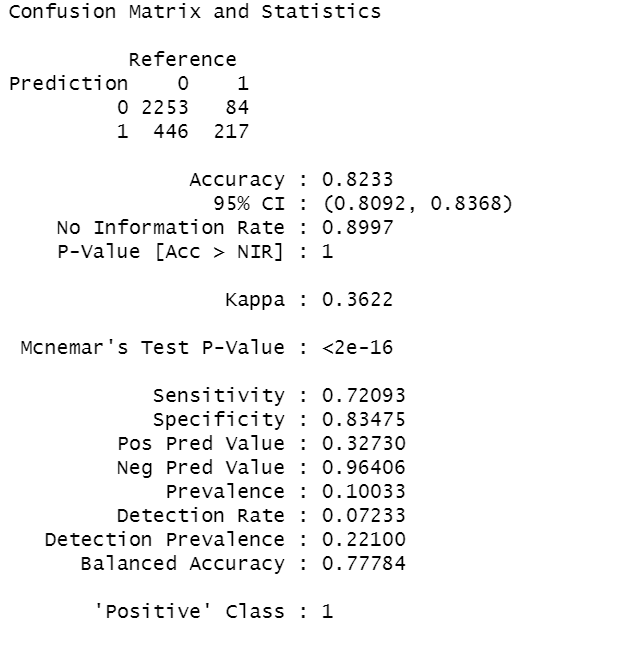 Confusion Matrix and Statistics
Reference
Prediction 0 1
0 2253 84
1 446 217
Accuracy : 0.8233
95% CI : (0.8092, 0.8368)
No Information Rate : 0.8997
P-Value [Acc > NIR] : 1
Kappa : 0.3622
Mcnemar's Test P-Value : <2e-16
Sensitivity : 0.72093
Specificity : 0.83475
Pos Pred Value : 0.32730
Neg Pred Value : 0.96406
Prevalence : 0.10033
Detection Rate : 0.07233
Detection Prevalence : 0.22100
Balanced Accuracy : 0.77784
'Positive' Class : 1